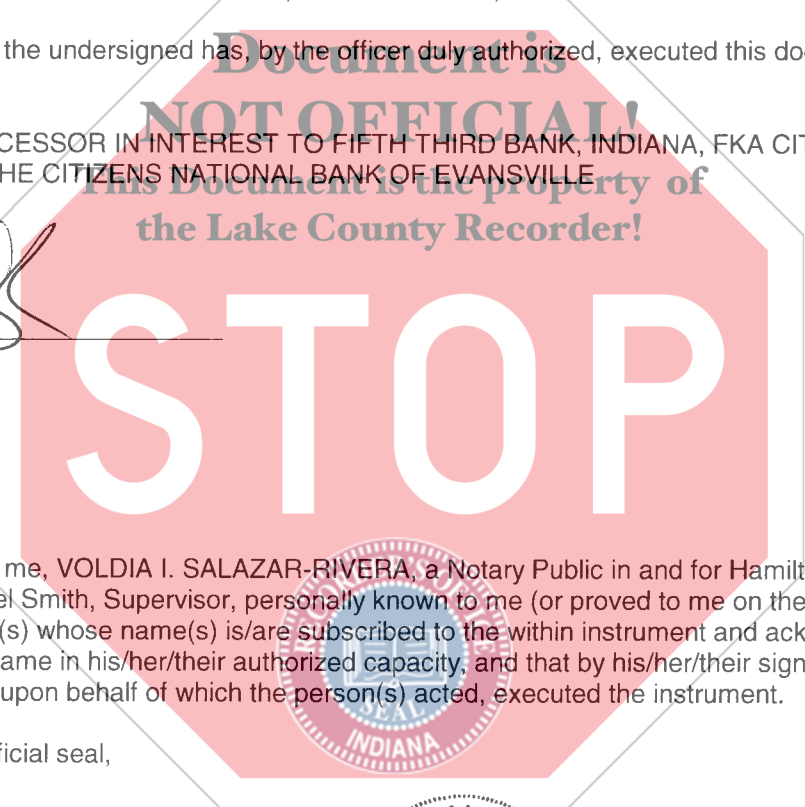 the undersigned has, by the officer duly authorized, executed this do
Document is
NOT OFFICIAL!
CESSOR IN INTEREST TO FIFTH THIRD BANK, INDIANA, FKA CIT
HE CITIZENS NATIONAL BANK OF EVANSVILLE
This Document is the property of
the Lake County Recorder!
STOP
me, VOLDIA I. SALAZAR-RIVERA, a Notary Public in and for Hamilt
el Smith, Supervisor, personally known to me (or proved to me on the
(s) whose name(s) is/are subscribed to the within instrument and ack
ame in his/her/their authorized capacity, and that by his/her/their sign
upon behalf of which the person(s) acted, executed the instrument.
RECORDER'S OFFICE
SEAL
INDIANA
ficial seal,